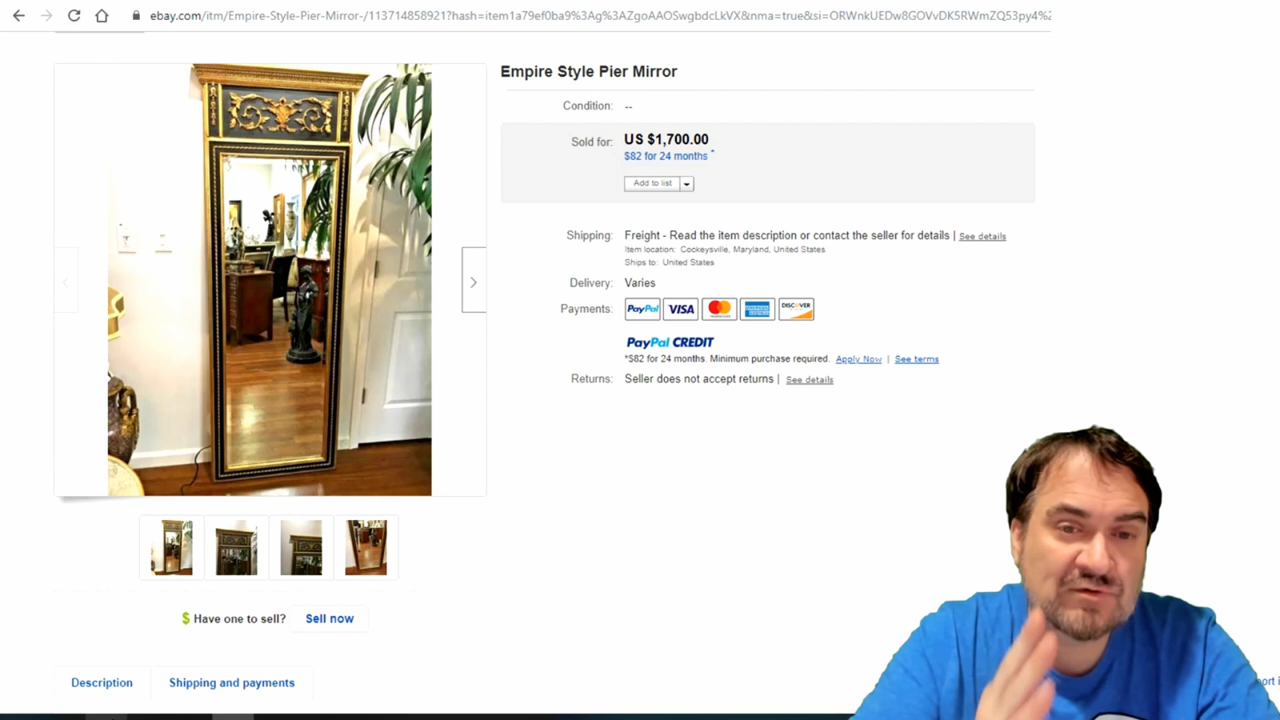 ebay.com/itm/Empire-Style-Pier-Mirror-/113714858921?hash=item1a79ef0ba9%3Ag%3AZgoAAOSwgbdcLkVX&nma=true&si=ORWnkUEDw8GOVvDK5RWmZQ53py4%2
Empire Style Pier Mirror
Condition: --
Sold for: US $1,700.00
$82 for 24 months *
Add to list
Shipping: Freight - Read the item description or contact the seller for details | See details
Item location: Cockeysville, Maryland, United States
Ships to: United States
Delivery: Varies
Payments: PayPal VISA MasterCard AMERICAN EXPRESS DISCOVER
PayPal CREDIT
*$82 for 24 months. Minimum purchase required. Apply Now | See terms
Returns: Seller does not accept returns | See details
$ Have one to sell? Sell now
Description Shipping and payments
ort i